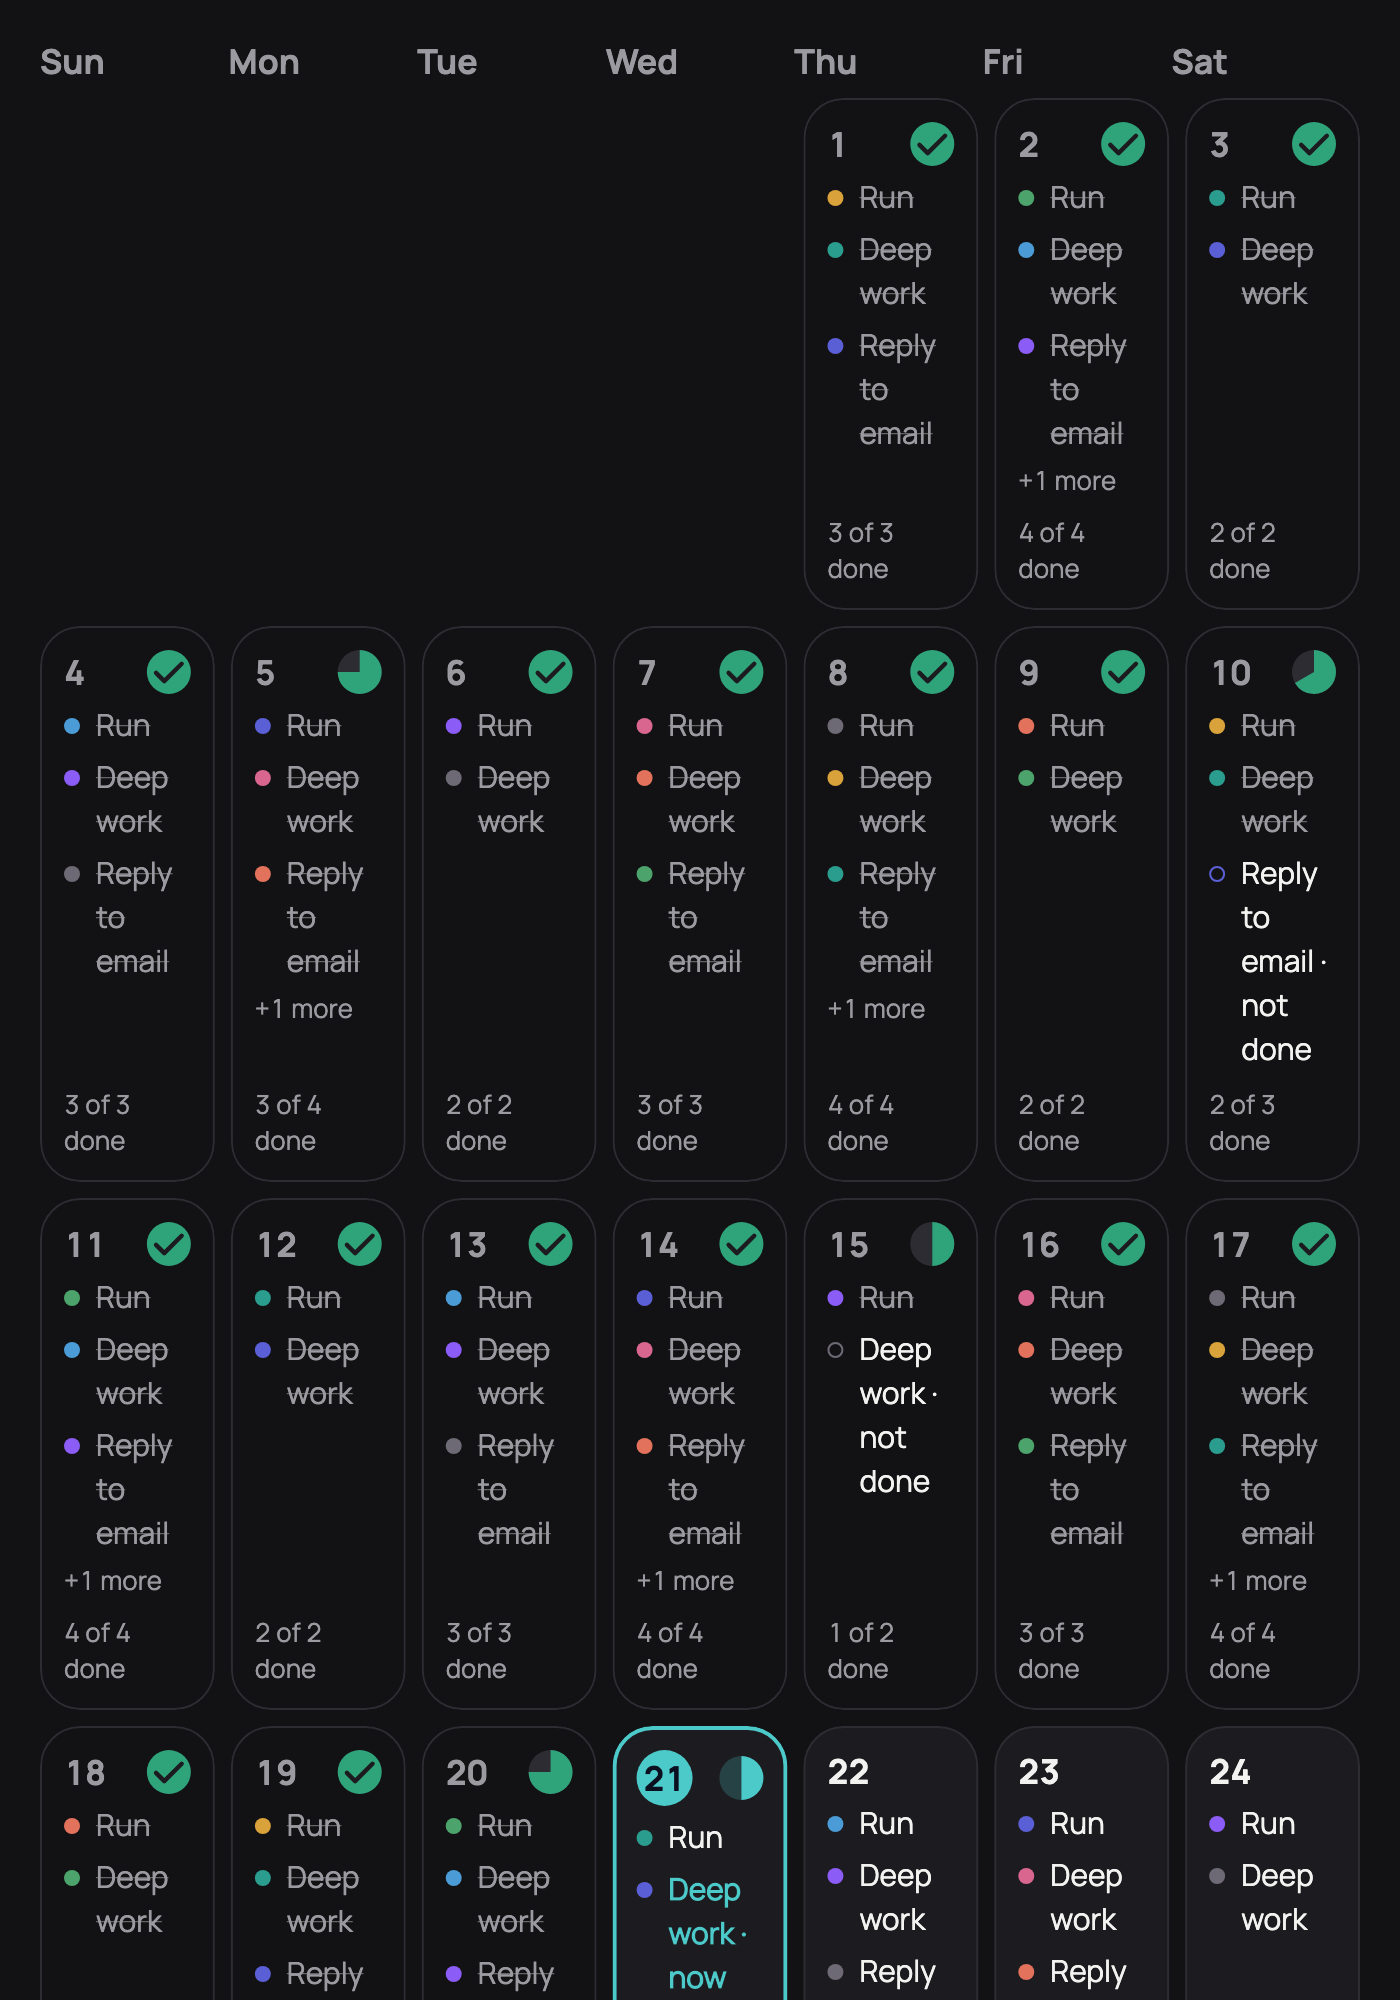 Sun Mon Tue Wed Thu Fri Sat
1
Run
Deep
work
Reply
to
email
3 of 3
done
2
Run
Deep
work
Reply
to
email
+1 more
4 of 4
done
3
Run
Deep
work
2 of 2
done
4
Run
Deep
work
Reply
to
email
3 of 3
done
5
Run
Deep
work
Reply
to
email
+1 more
3 of 4
done
6
Run
Deep
work
2 of 2
done
7
Run
Deep
work
Reply
to
email
3 of 3
done
8
Run
Deep
work
Reply
to
email
+1 more
4 of 4
done
9
Run
Deep
work
2 of 2
done
10
Run
Deep
work
Reply
to
email ·
not
done
2 of 3
done
11
Run
Deep
work
Reply
to
email
+1 more
4 of 4
done
12
Run
Deep
work
2 of 2
done
13
Run
Deep
work
Reply
to
email
3 of 3
done
14
Run
Deep
work
Reply
to
email
+1 more
4 of 4
done
15
Run
Deep
work ·
not
done
1 of 2
done
16
Run
Deep
work
Reply
to
email
3 of 3
done
17
Run
Deep
work
Reply
to
email
+1 more
4 of 4
done
18
Run
Deep
work
19
Run
Deep
work
Reply
20
Run
Deep
work
Reply
21
Run
Deep
work ·
now
22
Run
Deep
work
Reply
23
Run
Deep
work
Reply
24
Run
Deep
work